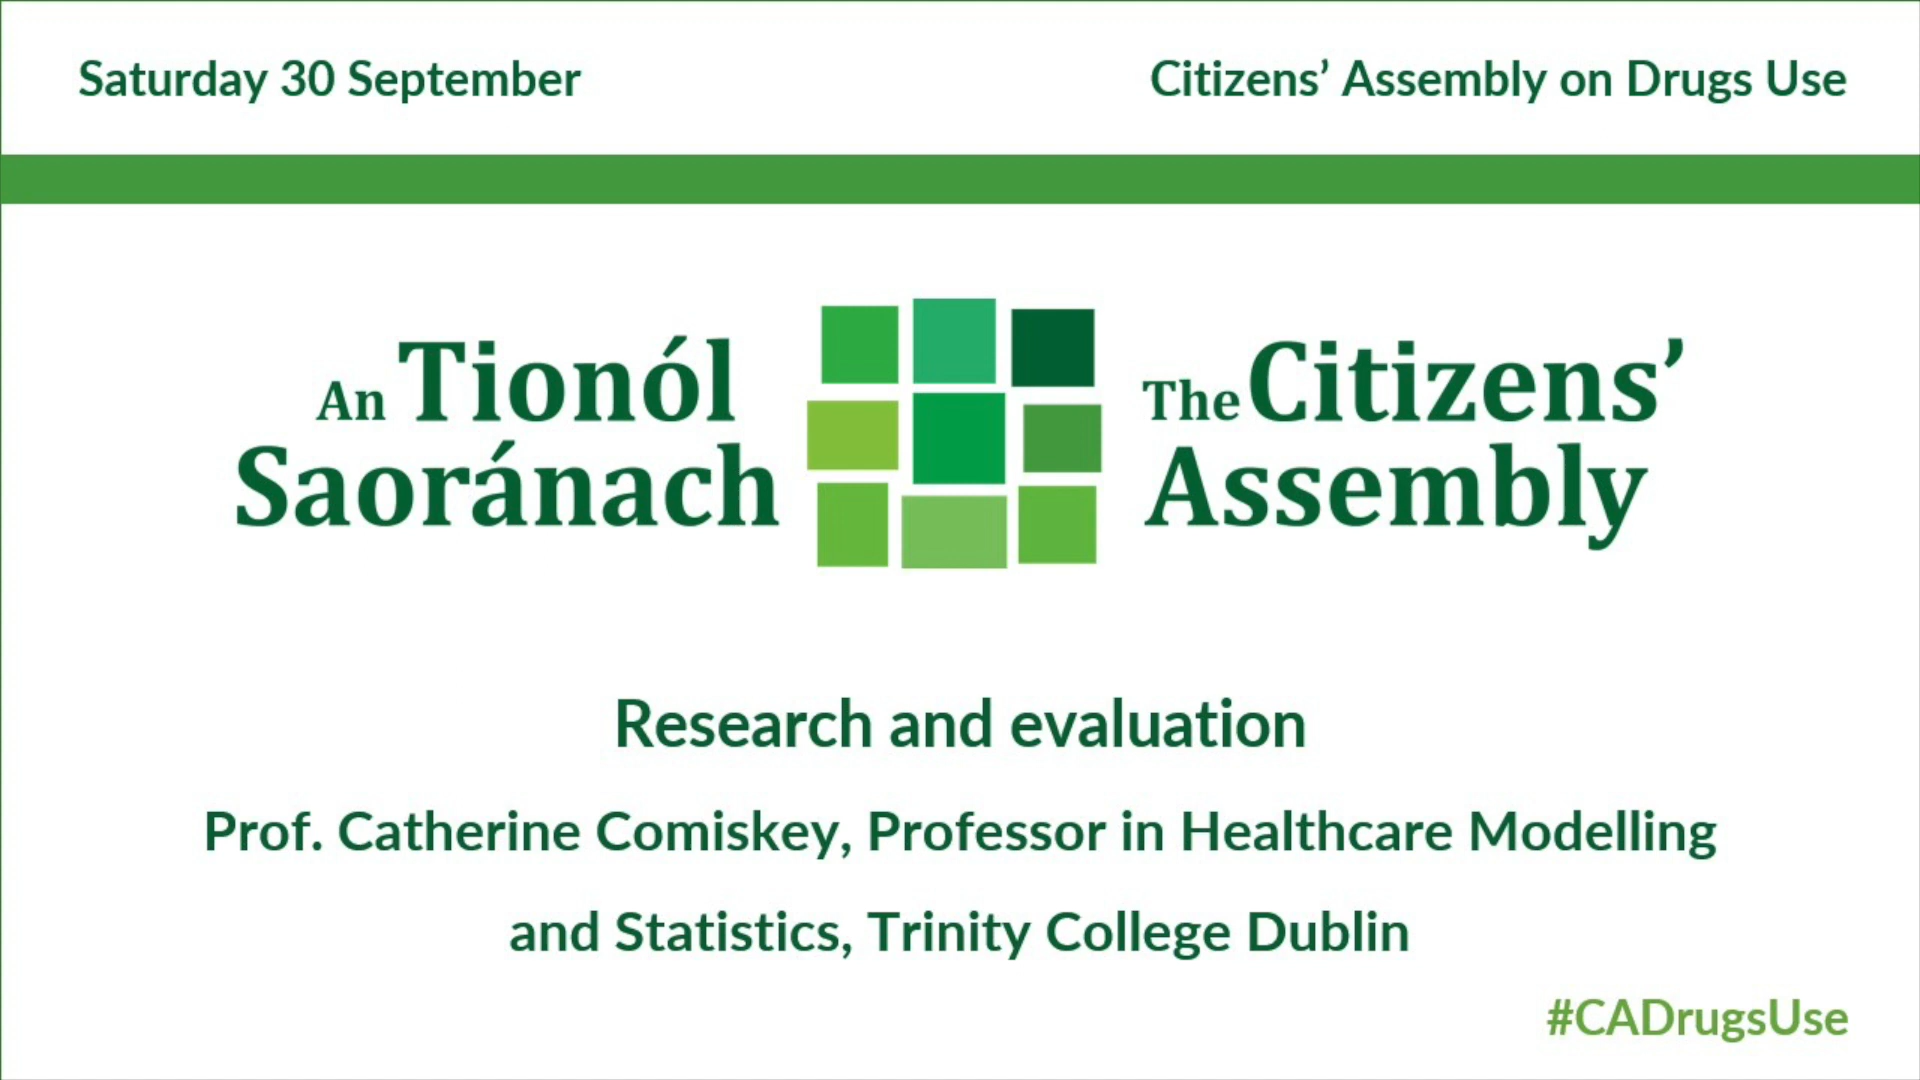 Saturday 30 September
Citizens’ Assembly on Drugs Use
An Tionól
Saoránach
The Citizens’
Assembly
Research and evaluation
Prof. Catherine Comiskey, Professor in Healthcare Modelling
and Statistics, Trinity College Dublin
#CADrugsUse